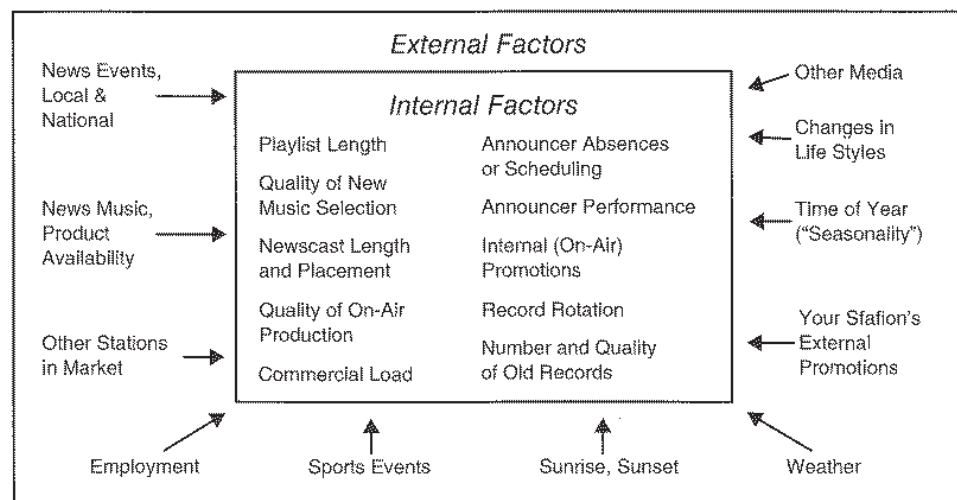 External Factors
News Events,
Local &
National
News Music,
Product
Availability
Other Stations
in Market
Internal Factors
Playlist Length
Quality of New
Music Selection
Newscast Length
and Placement
Quality of On-Air
Production
Commercial Load
Announcer Absences
or Scheduling
Announcer Performance
Internal (On-Air)
Promotions
Record Rotation
Number and Quality
of Old Records
Other Media
Changes in
Life Styles
Time of Year
("Seasonality")
Your Sfafion's
External
Promotions
Employment
Sports Events
Sunrise, Sunset
Weather